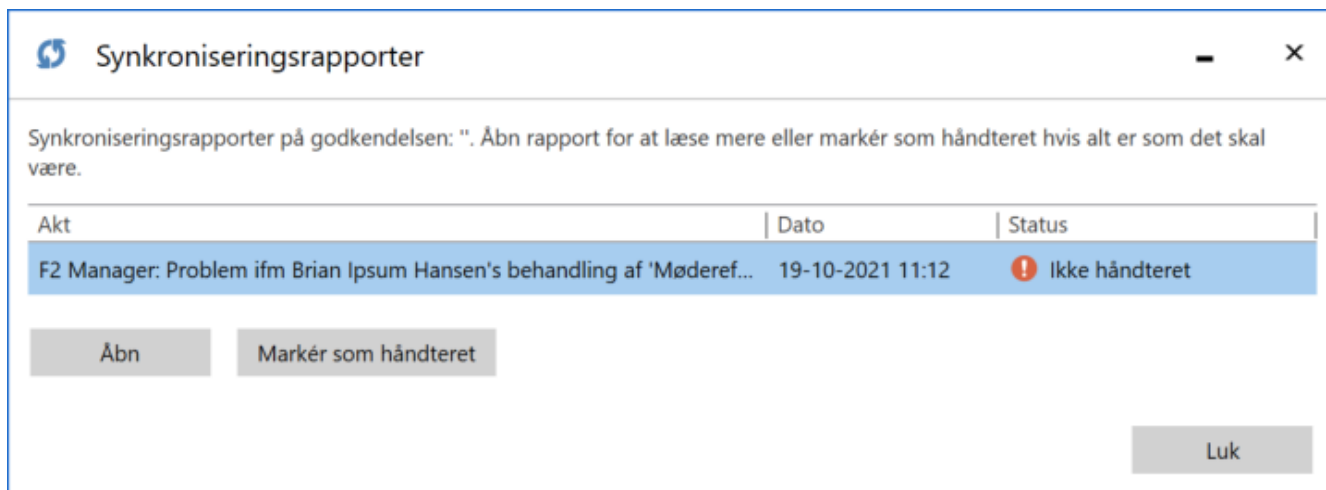 Synkroniseringsrapporter
Synkroniseringsrapporter på godkendelsen: ". Åbn rapport for at læse mere eller markér som håndteret hvis alt er som det skal
være.
Akt Dato Status
F2 Manager: Problem ifm Brian Ipsum Hansen's behandling af 'Møderef... 19-10-2021 11:12 Ikke håndteret
Åbn Markér som håndteret
Luk